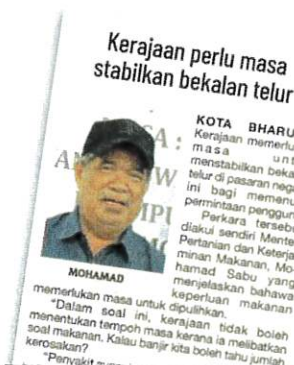 Kerajaan perlu masa
stabilkan bekalan telur
KOTA BHARU
Kerajaan memerlu
masa unt
menstabilkan beka
telur di pasaran neg
ini bagi memenu
permintaan penggun
Perkara tersebu
diakui sendiri Mente
Pertanian dan Keterja
minan Makanan, Mo-
hamad Sabu yang
menjelaskan bahawa
keperluan makanan
MOHAMAD
memerlukan masa untuk dipulihkan.
"Dalam soal ini, kerajaan tidak boleh
menentukan tempoh masa kerana ia melibatkan
soal makanan. Kalau banjir kita boleh tahu jumlah
kerosakan?
"Penyakit